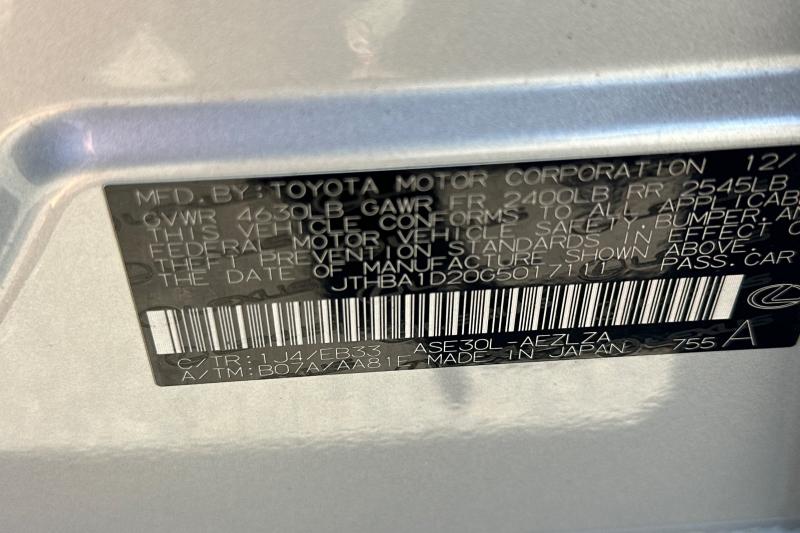 MFD.BY:TOYOTA MOTOR CORPORATION 12/
GVWR 4630LB GAWR FR 2400LB RR 2545LB
THIS VEHICLE CONFORMS TO ALL APPLICAB
FEDERAL MOTOR VEHICLE SAFETY, BUMPER, AN
THEFT PREVENTION STANDARDS IN EFFECT O
THE DATE OF MANUFACTURE SHOWN ABOVE.
JTHBA1D20G5017111 PASS.CAR
C/TR:1J4/EB33 ASE30L-AEZLZA
A/TM:B07A/AA81E MADE IN JAPAN 755 A